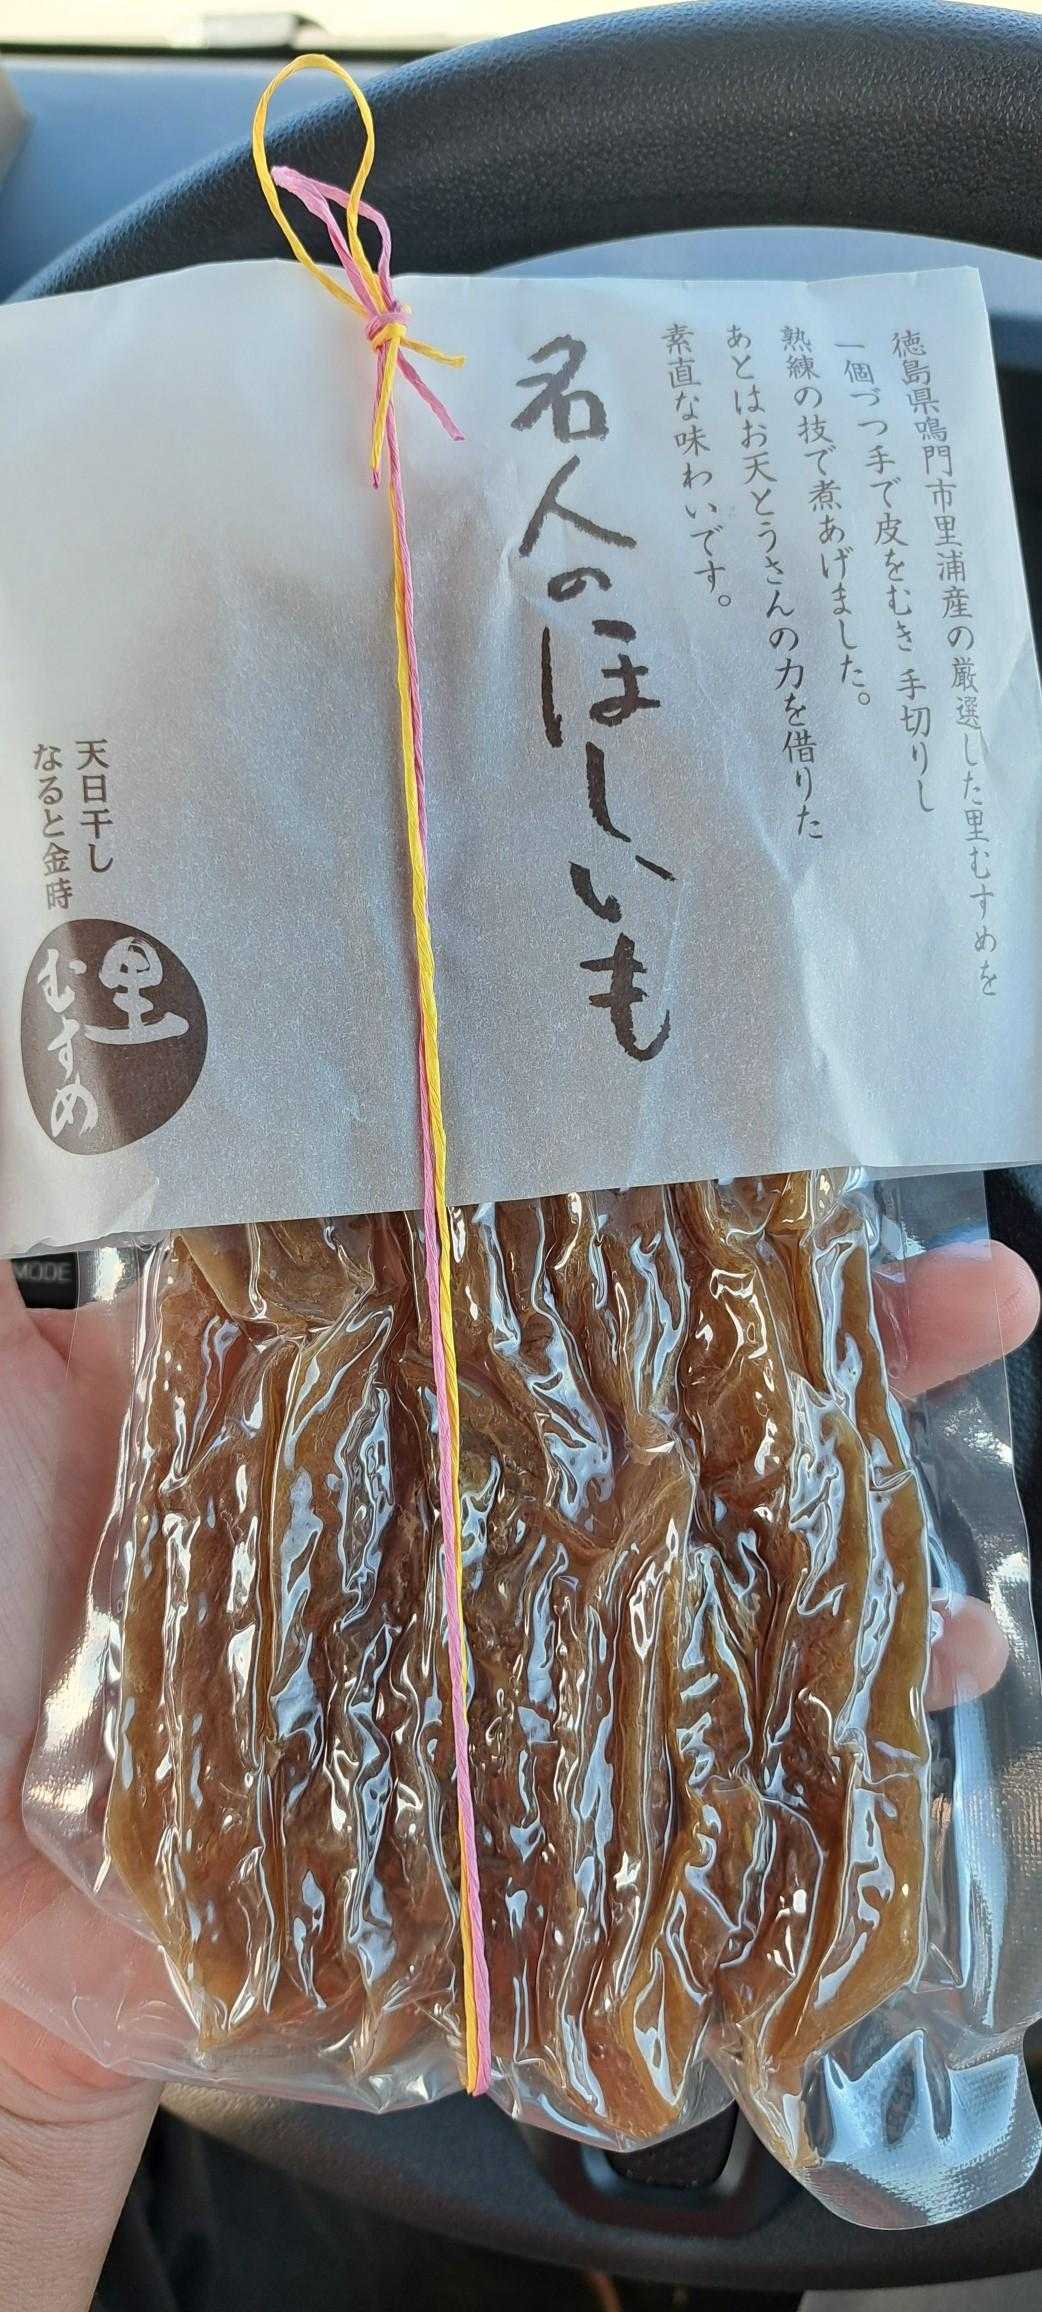 徳島県鳴門市里浦産の厳選した里むすめを
一個づつ手で皮をむき 手切りし
熟練の技で煮あげました。
あとはお天とうさんの力を借りた
素直な味わいです。
名人のほしいも
天日干し
なると金時
里
むすめ
MODE